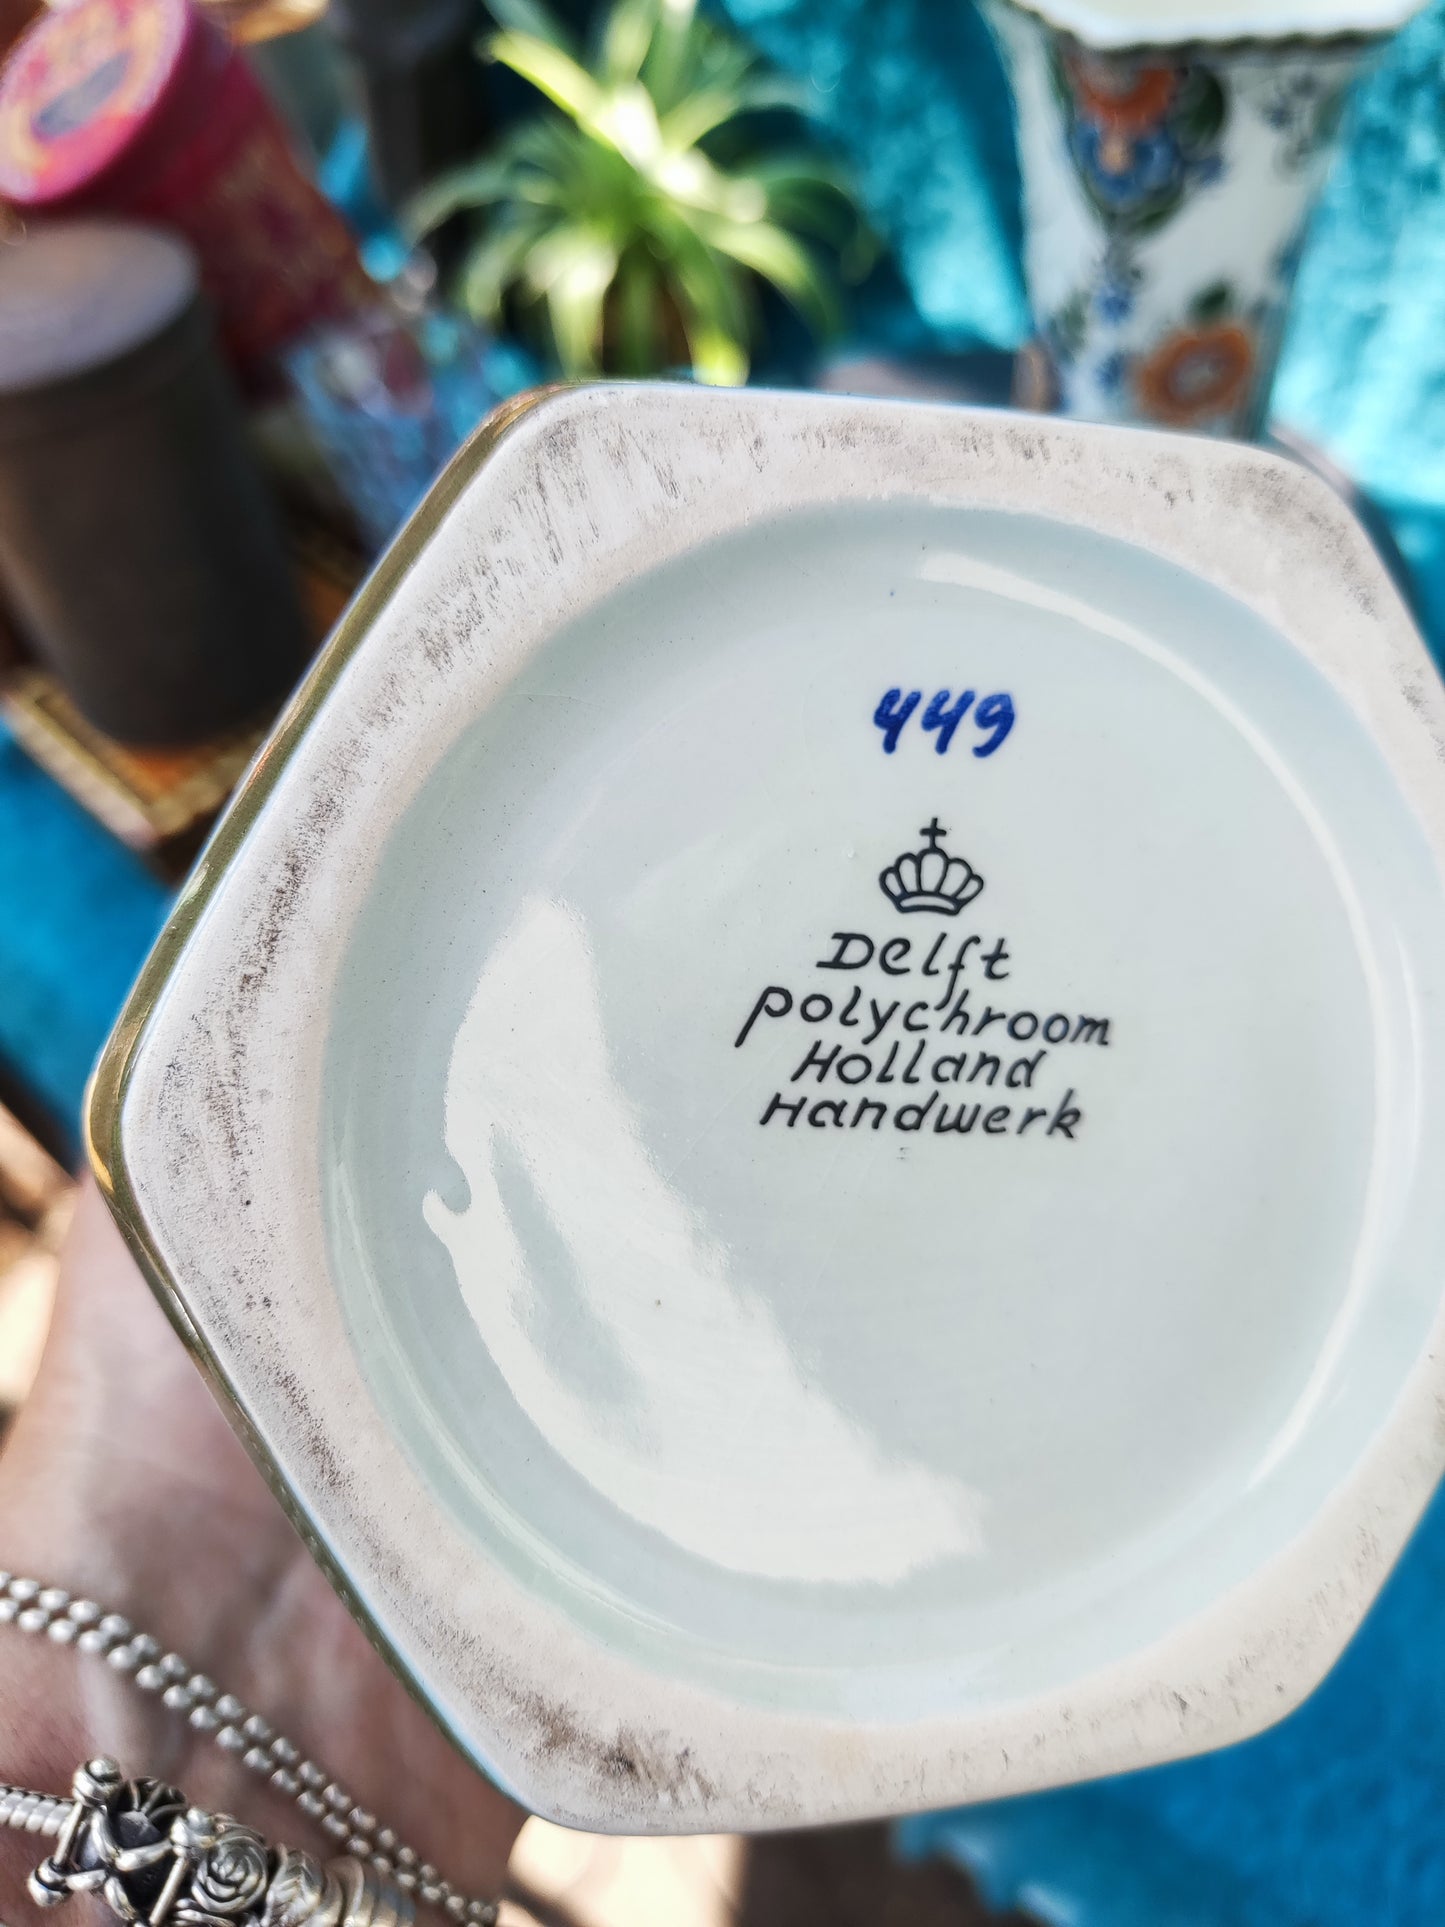 449
Delft
polychroom
Holland
Handwerk